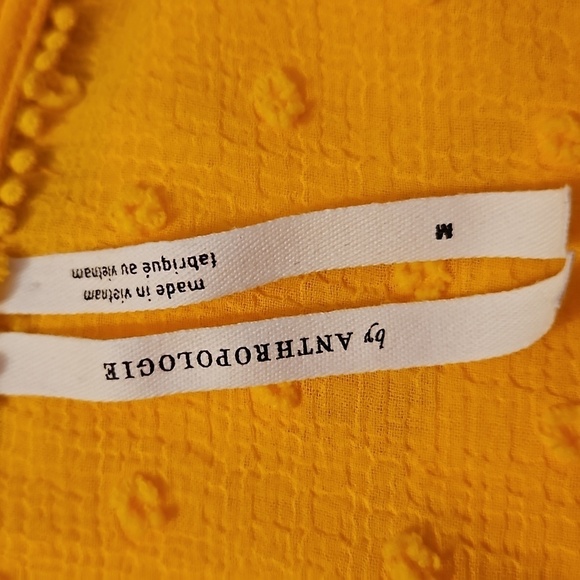 by ANTHROPOLOGIE
M
made in vietnam
fabriqué au vietnam